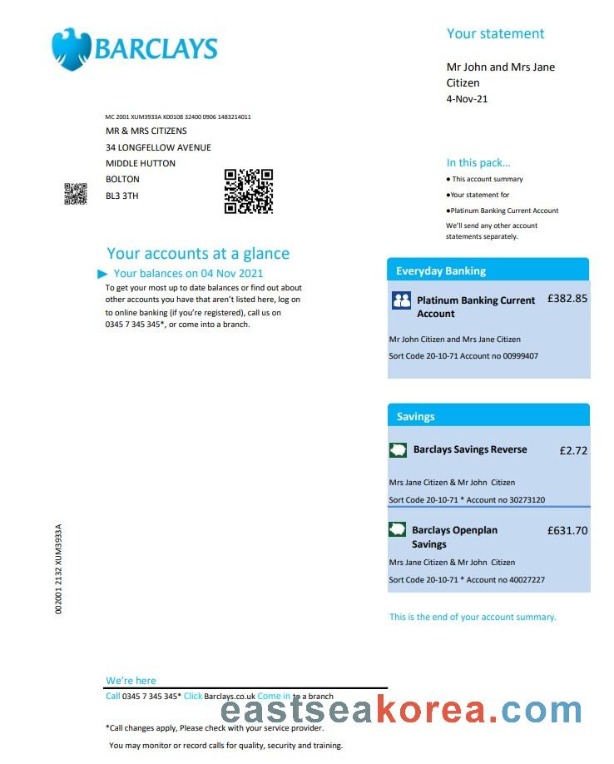 BARCLAYS
Your statement
Mr John and Mrs Jane
Citizen
4-Nov-21
MC 2001 XUM3933A K00108 32400 0906 1483214011
MR & MRS CITIZENS
34 LONGFELLOW AVENUE
MIDDLE HUTTON
BOLTON
BL3 3TH
In this pack...
• This account summary
•Your statement for
•Platinum Banking Current Account
We'll send any other account
statements separately.
Your accounts at a glance
Your balances on 04 Nov 2021
To get your most up to date balances or find out about
other accounts you have that aren't listed here, log on
to online banking (if you're registered), call us on
0345 7 345 345*, or come into a branch.
Everyday Banking
Platinum Banking Current £382.85
Account
Mr John Citizen and Mrs Jane Citizen
Sort Code 20-10-71 Account no 00999407
Savings
Barclays Savings Reverse £2.72
Mrs Jane Citizen & Mr John Citizen
Sort Code 20-10-71 * Account no 30273120
Barclays Openplan £631.70
Savings
Mrs Jane Citizen & Mr John Citizen
Sort Code 20-10-71 * Account no 40027227
This is the end of your account summary.
002001 2132 XUM3933A
We're here
Call 0345 7 345 345* Click Barclays.co.uk Come in to a branch
eastseakorea.com
*Call changes apply, Please check with your service provider.
You may monitor or record calls for quality, security and training.